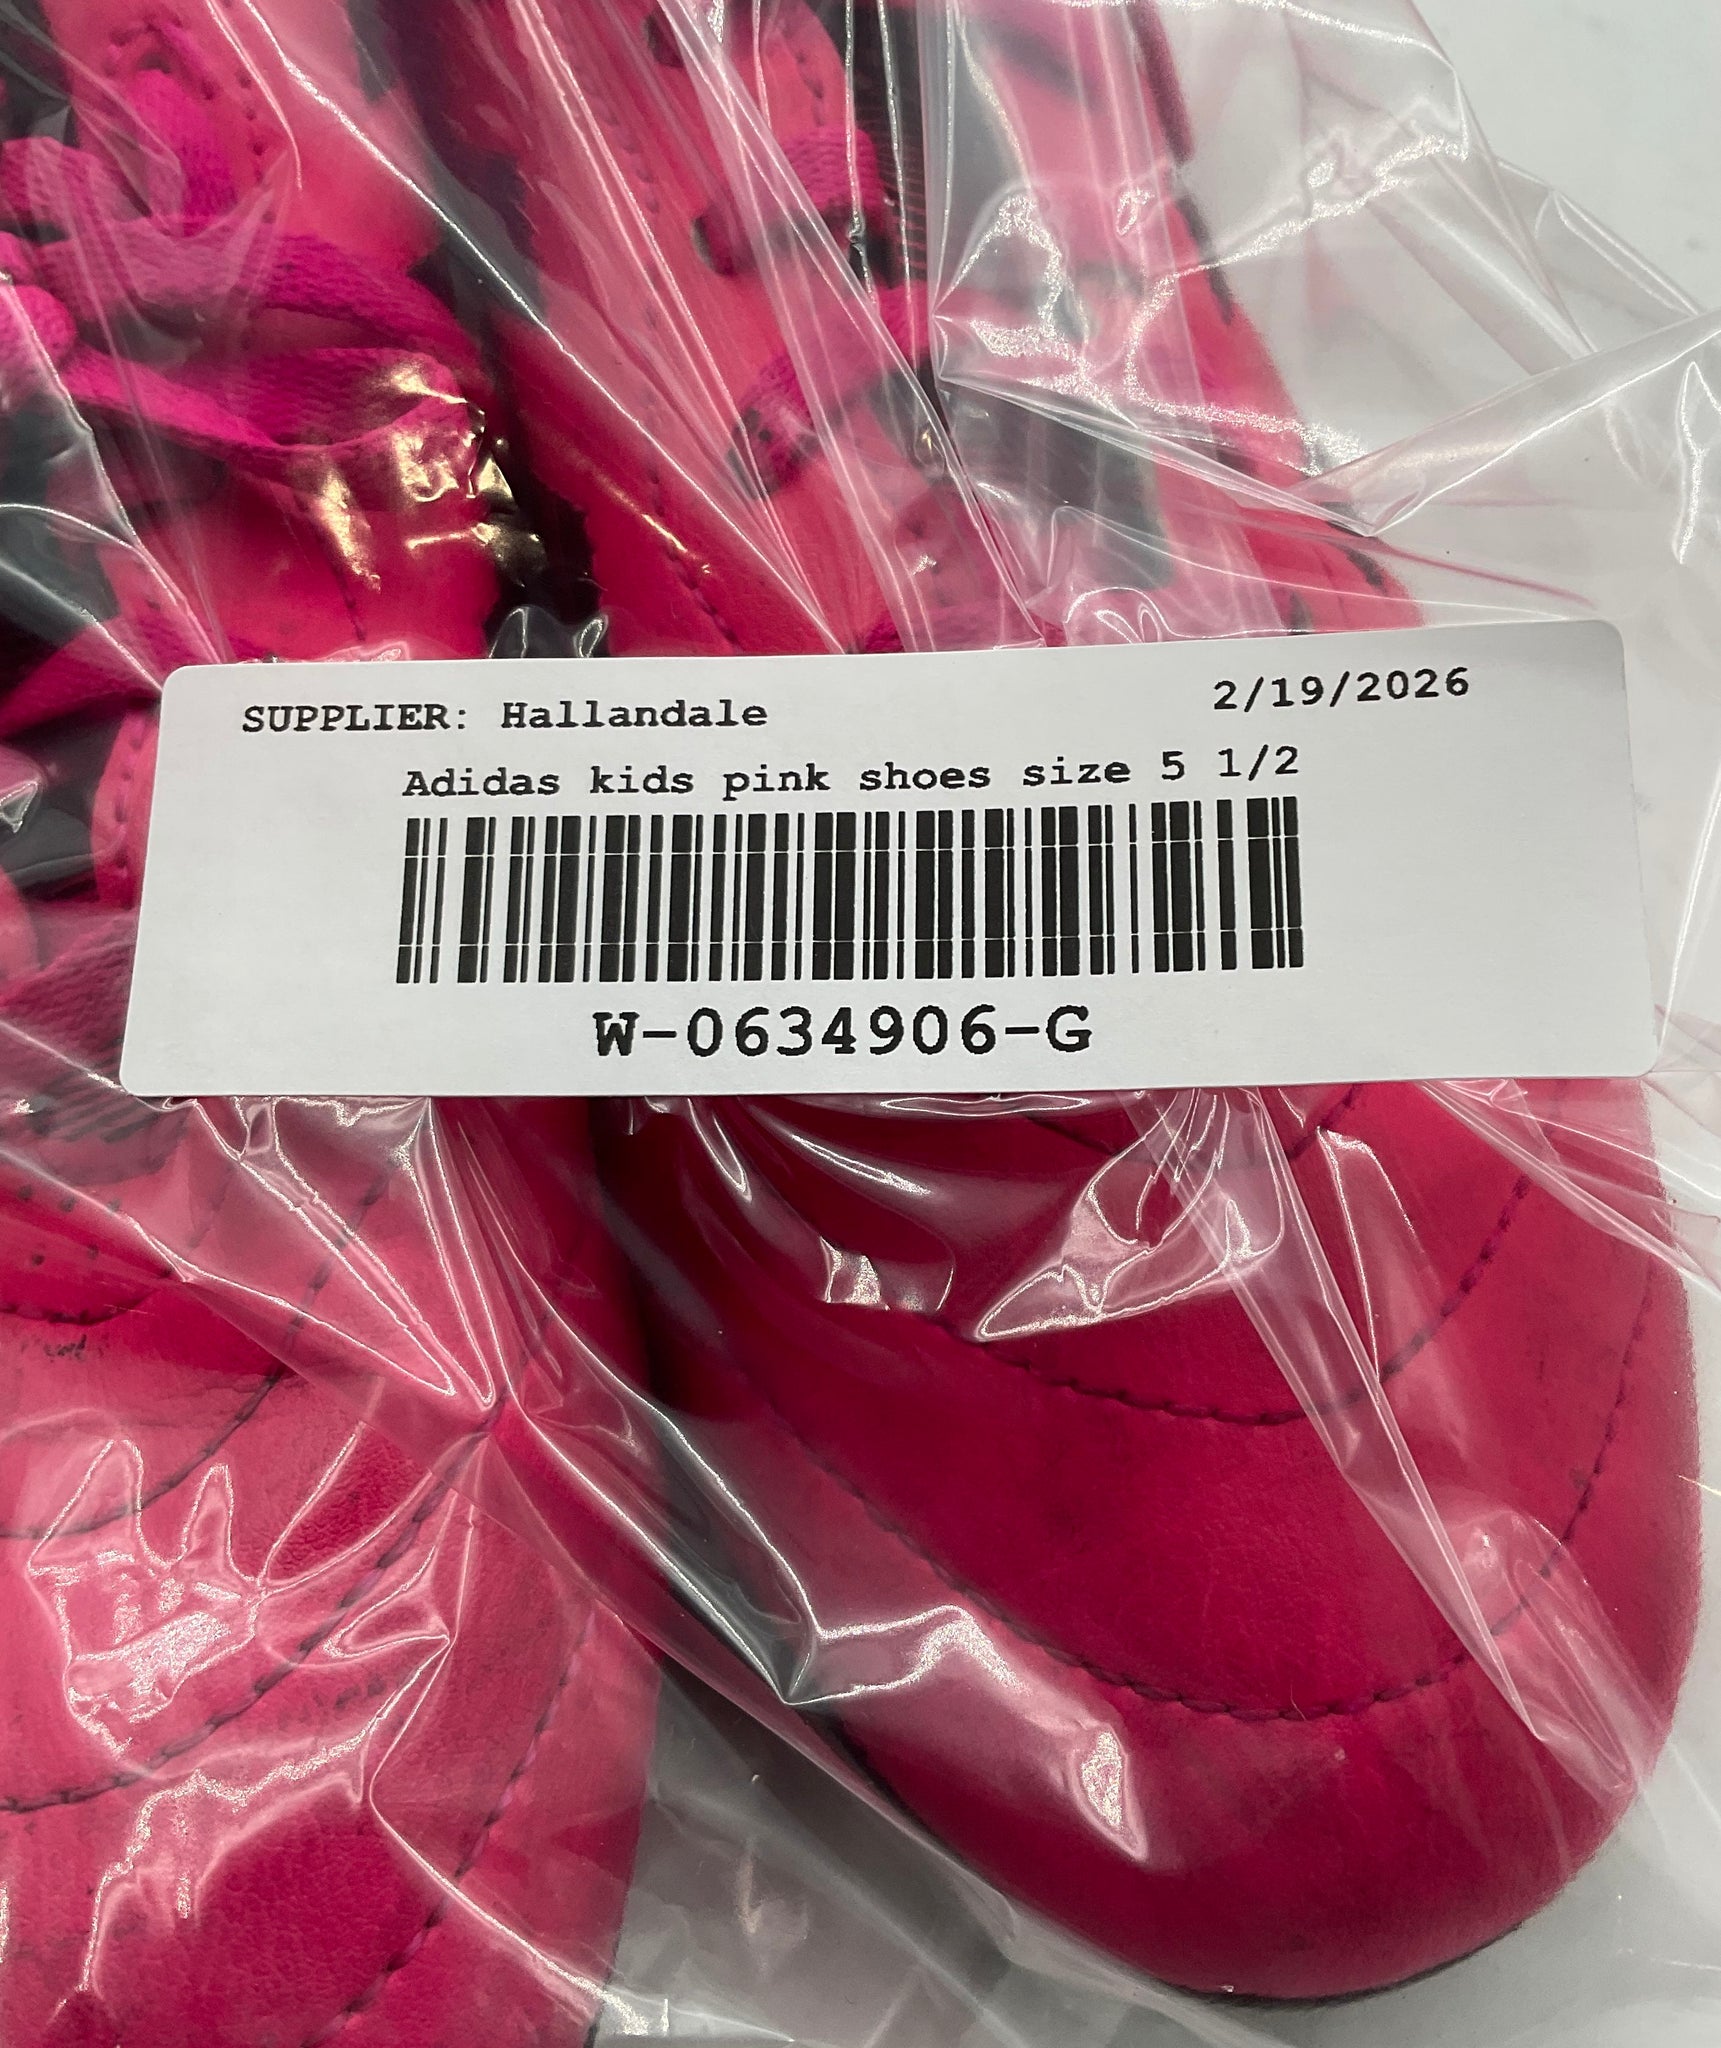 SUPPLIER: Hallandale 2/19/2026
Adidas kids pink shoes size 5 1/2
W-0634906-G